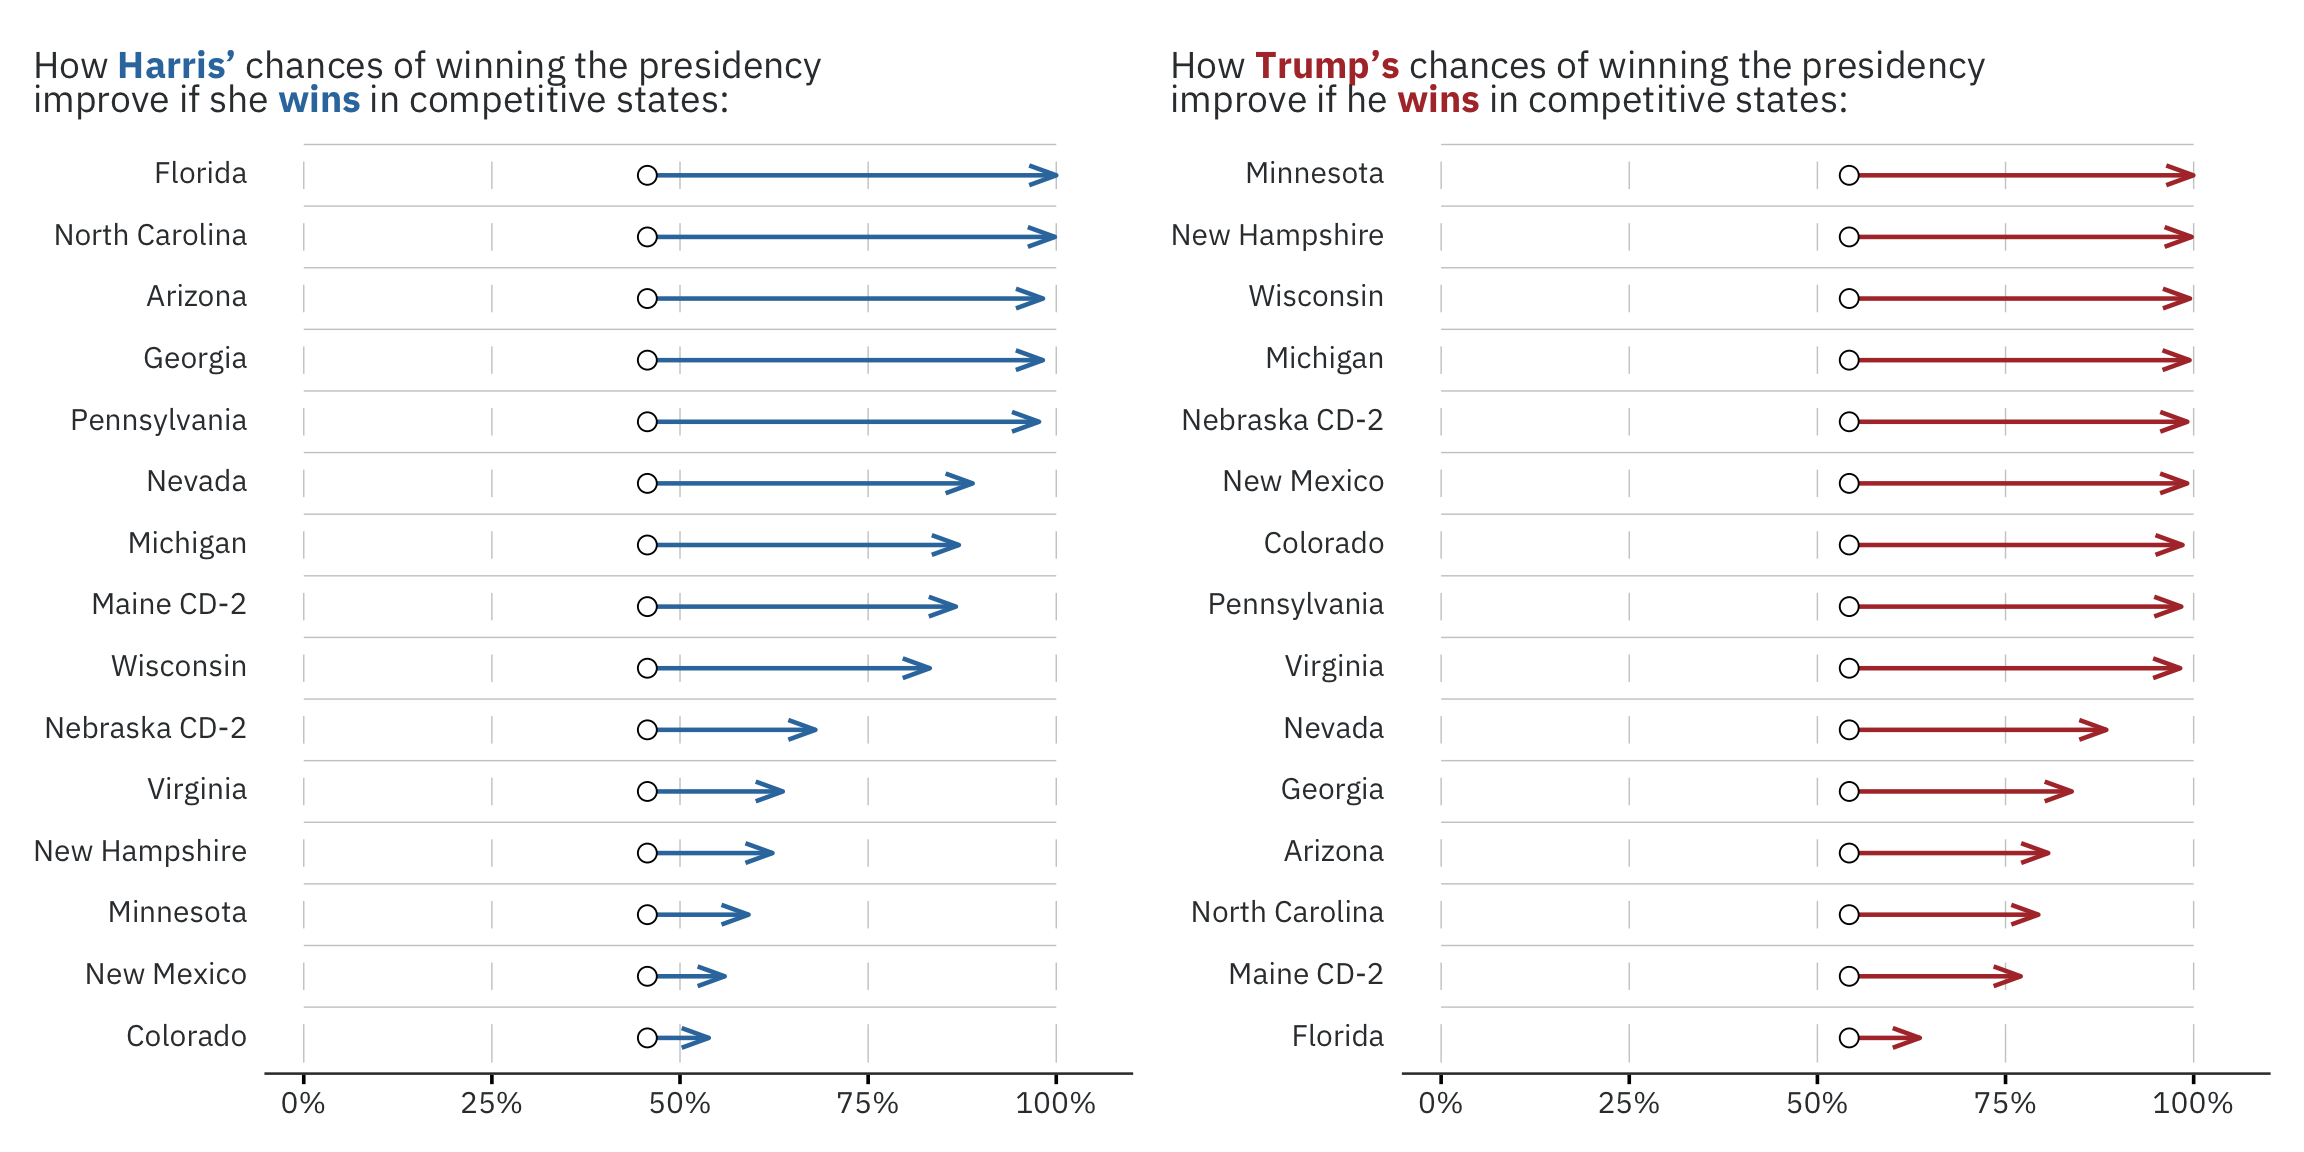 How Harris’ chances of winning the presidency
improve if she wins in competitive states:
Florida
North Carolina
Arizona
Georgia
Pennsylvania
Nevada
Michigan
Maine CD-2
Wisconsin
Nebraska CD-2
Virginia
New Hampshire
Minnesota
New Mexico
Colorado
0% 25% 50% 75% 100%
How Trump’s chances of winning the presidency
improve if he wins in competitive states:
Minnesota
New Hampshire
Wisconsin
Michigan
Nebraska CD-2
New Mexico
Colorado
Pennsylvania
Virginia
Nevada
Georgia
Arizona
North Carolina
Maine CD-2
Florida
0% 25% 50% 75% 100%